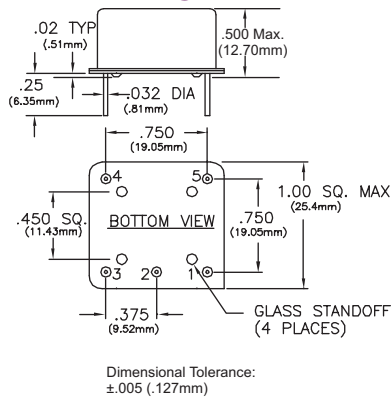 .02 TYP
(.51mm)
.500 Max.
(12.70mm)
.25
(6.35mm)
.032 DIA
(.81mm)
.750
(19.05mm)
4
5
1.00 SQ. MAX
(25.4mm)
.450 SQ.
(11.43mm)
BOTTOM VIEW
.750
(19.05mm)
3
2
1
.375
(9.52mm)
GLASS STANDOFF
(4 PLACES)
Dimensional Tolerance:
±.005 (.127mm)